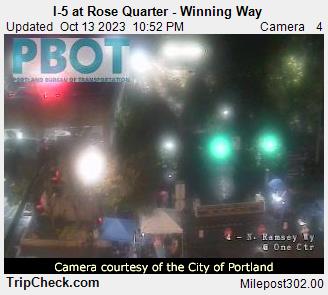 I-5 at Rose Quarter - Winning Way
Updated Oct 13 2023 10:52 PM Camera 4
PBOT
PORTLAND BUREAU OF TRANSPORTATION
4 - N. Ramsey Wy
@ One Ctr
Camera courtesy of the City of Portland
TripCheck.com Milepost302.00